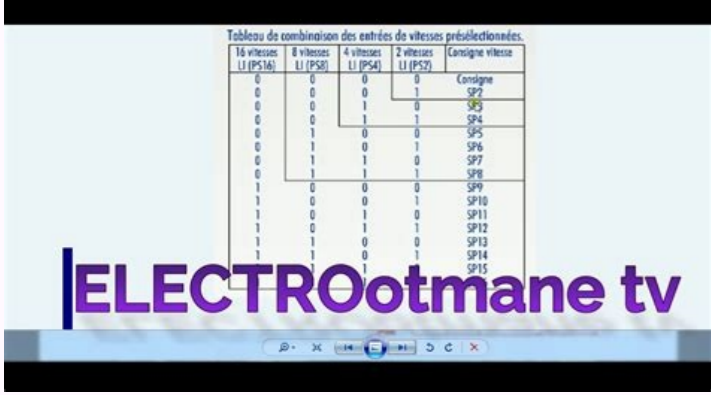 Tableau de combinaison des entrées de vitesses présélectionnées.
16 vitesses 8 vitesses 4 vitesses 2 vitesses Consigne vitesse
LI (PS16) LI (PS8) LI (PS4) LI (PS2)
0 0 0 0 Consigne
0 0 0 1 SP2
0 0 1 0 SP3
0 0 1 1 SP4
0 1 0 0 SP5
0 1 0 1 SP6
0 1 1 0 SP7
0 1 1 1 SP8
1 0 0 0 SP9
1 0 0 1 SP10
1 0 1 0 SP11
1 0 1 1 SP12
1 1 0 0 SP13
1 1 0 1 SP14
SP15
ELECTROotmane tv